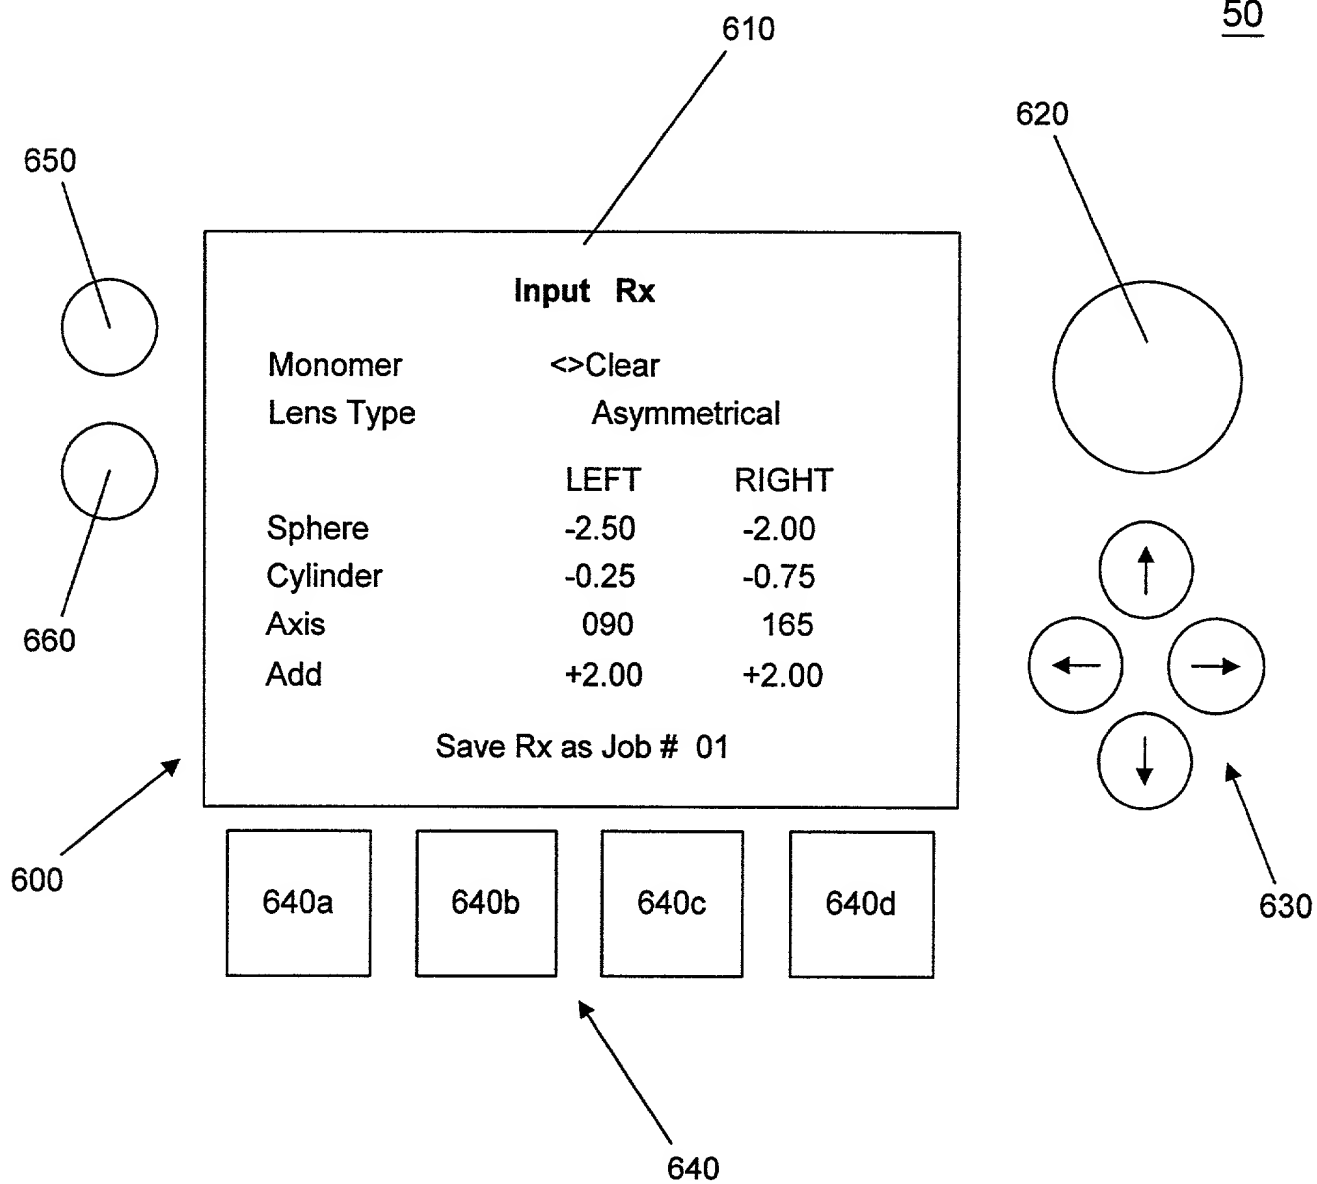 50
610
620
650
Input Rx
Monomer <>Clear
Lens Type Asymmetrical
LEFT RIGHT
Sphere -2.50 -2.00
Cylinder -0.25 -0.75
Axis 090 165
Add +2.00 +2.00
Save Rx as Job # 01
660
600
630
640a 640b 640c 640d
640